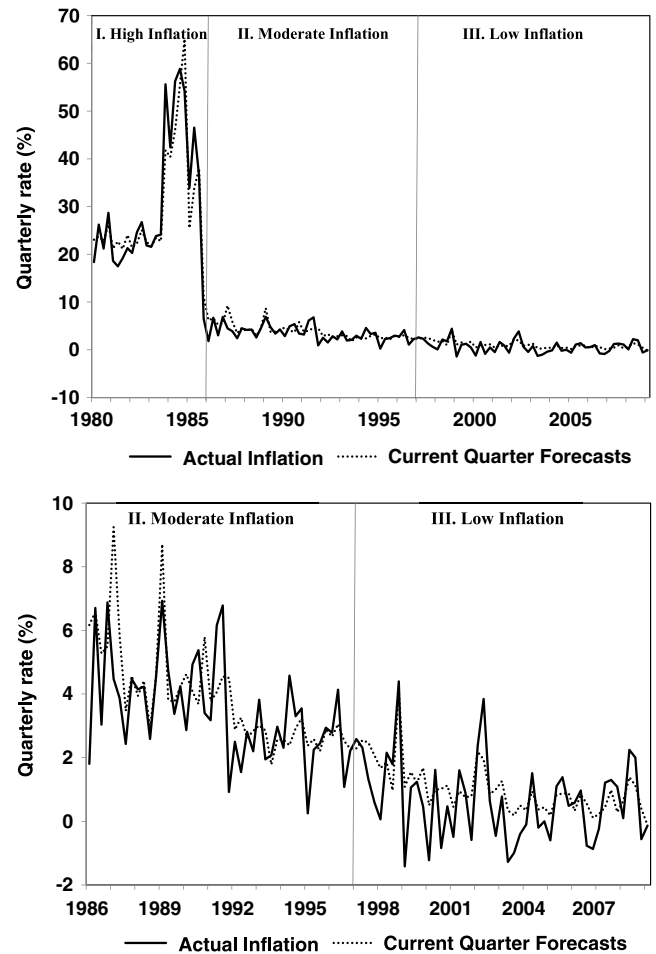 I. High Inflation II. Moderate Inflation III. Low Inflation
70
60
50
40
30
20
10
0
-10
Quarterly rate (%)
1980 1985 1990 1995 2000 2005
Actual Inflation Current Quarter Forecasts
II. Moderate Inflation III. Low Inflation
10
8
6
4
2
0
-2
Quarterly rate (%)
1986 1989 1992 1995 1998 2001 2004 2007
Actual Inflation Current Quarter Forecasts